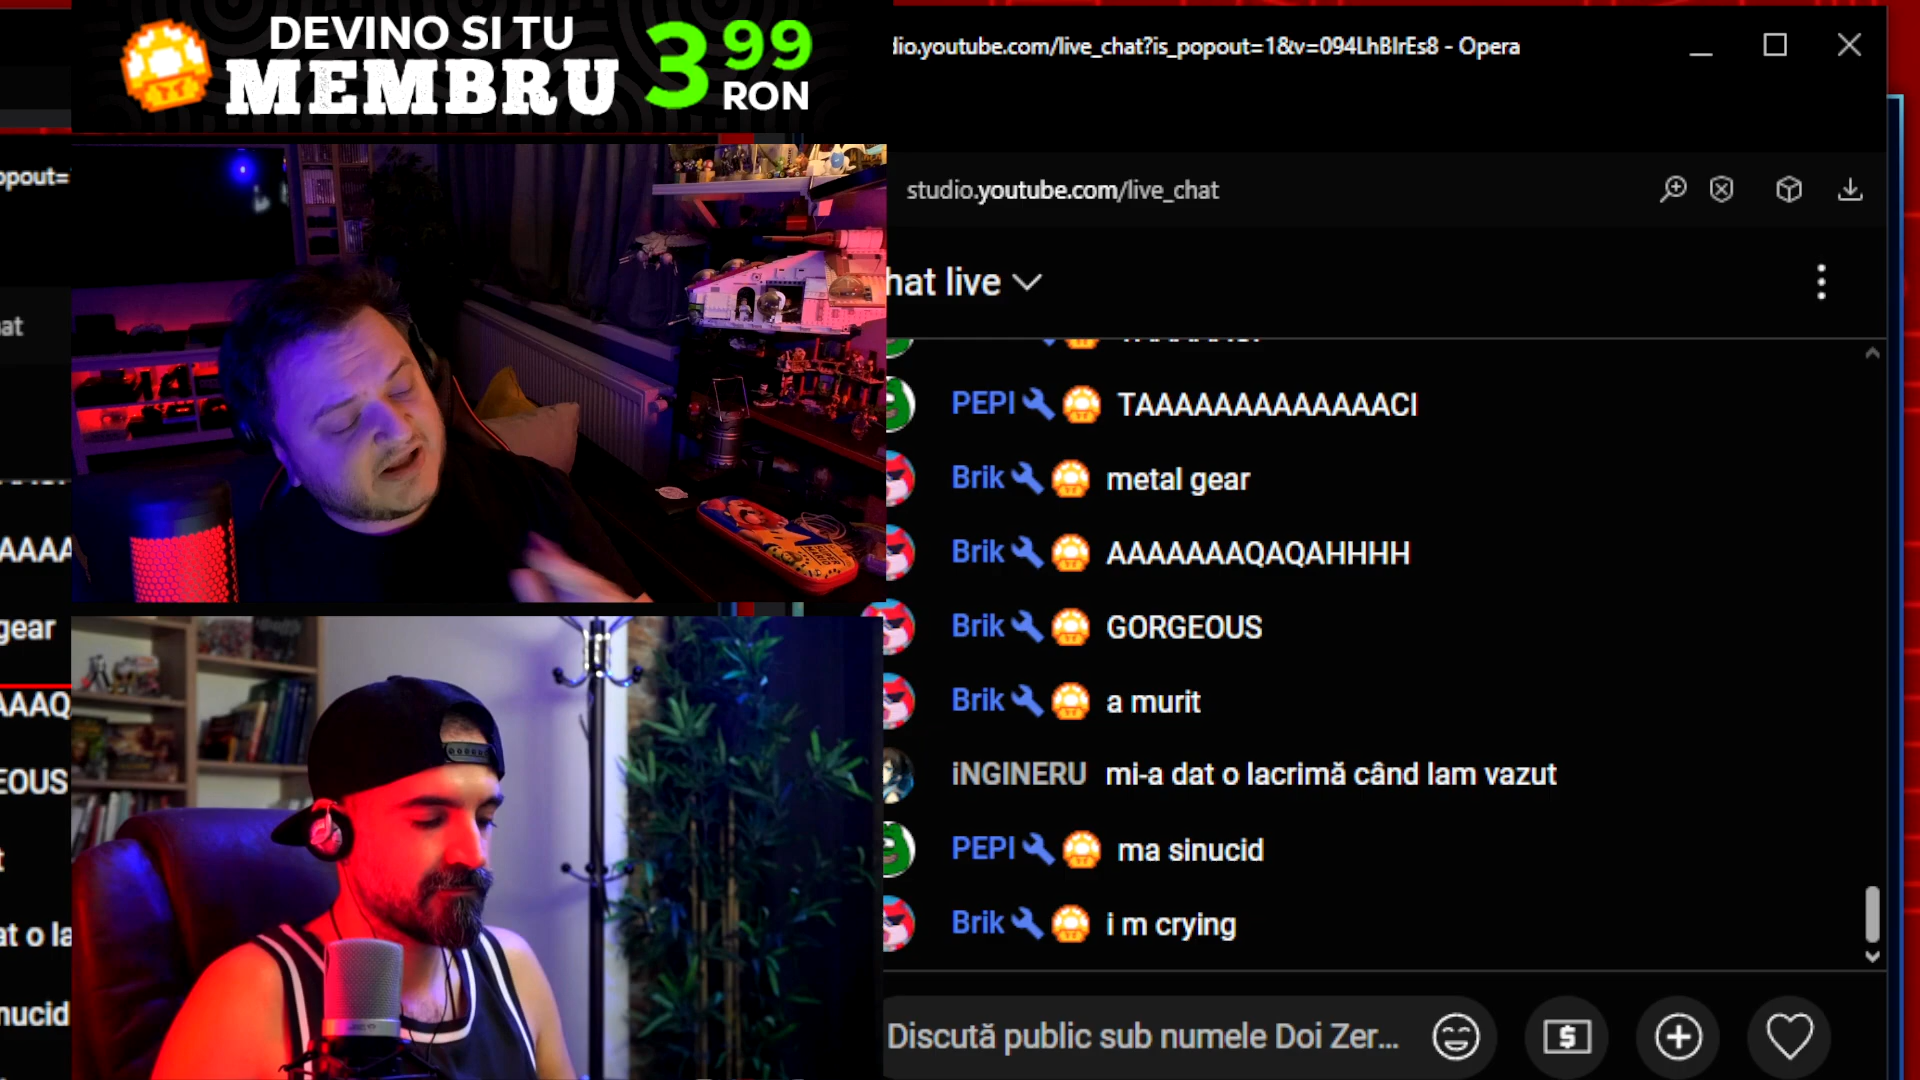 DEVINO SI TU
MEMBRU
3 99
RON
dio.youtube.com/live_chat?is_popout=1&v=094LhBIrEs8 - Opera
opout=
studio.youtube.com/live_chat
hat live
at
PEPI TAAAAAAAAAAAAACI
Brik metal gear
Brik AAAAAAAQAQAHHHH
Brik GORGEOUS
Brik a murit
iNGINERU mi-a dat o lacrimă când lam vazut
PEPI ma sinucid
Brik i m crying
AAAA
gear
AAAQ
EOUS
t
at o la
nucid
Discută public sub numele Doi Zer...